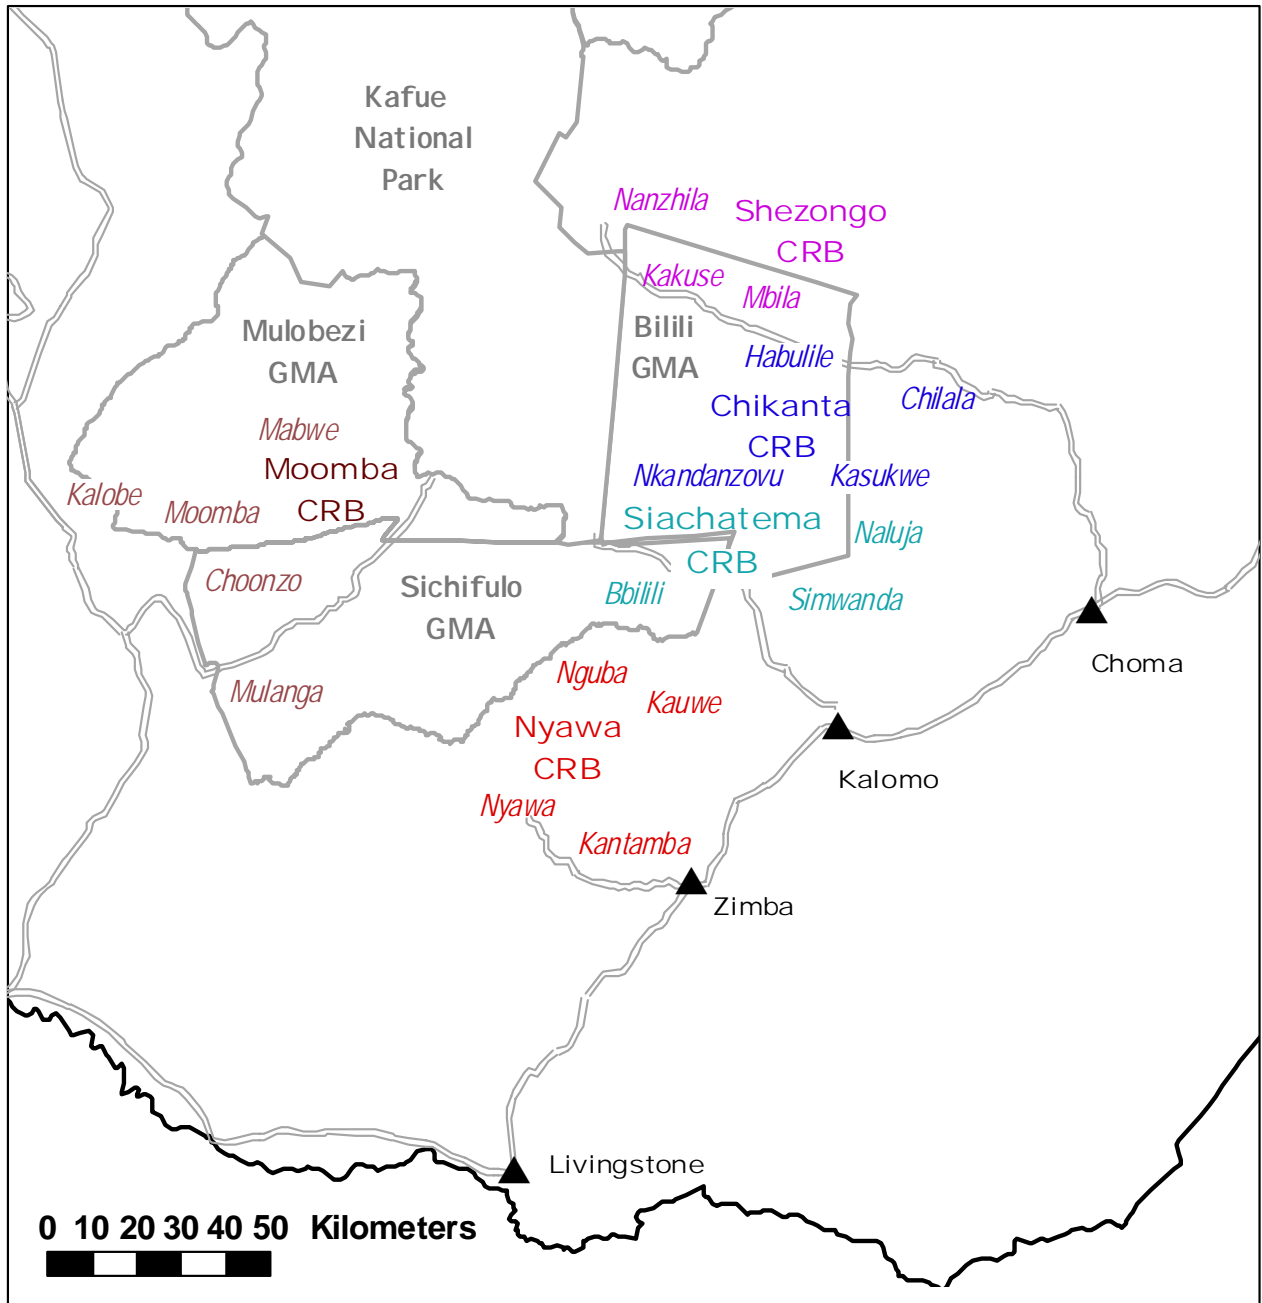 Kafue
National
Park
Nanzhila
Shezongo
CRB
Kakuse
Mbila
Mulobezi
GMA
Bilili
GMA
Habulile
Chilala
Chikanta
CRB
Mabwe
Moomba
CRB
Kalobe
Moomba
Nkandanzovu
Kasukwe
Siachatema
CRB
Naluja
Choonzo
Sichifulo
GMA
Bbilili
Simwanda
Mulanga
Nguba
Kauwe
Nyawa
CRB
Choma
Kalomo
Nyawa
Kantamba
Zimba
Livingstone
0 10 20 30 40 50 Kilometers